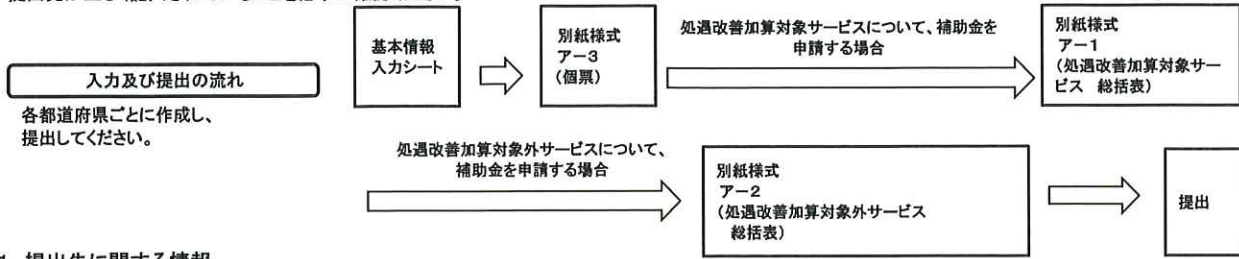 基本情報
入力シート
別紙様式
ア－３
（個票）
処遇改善加算対象サービスについて、補助金を
申請する場合
別紙様式
ア－１
（処遇改善加算対象サー
ビス　総括表）
入力及び提出の流れ
各都道府県ごとに作成し、
提出してください。
処遇改善加算対象外サービスについて、
補助金を申請する場合
別紙様式
ア－２
（処遇改善加算対象外サービス
総括表）
提出